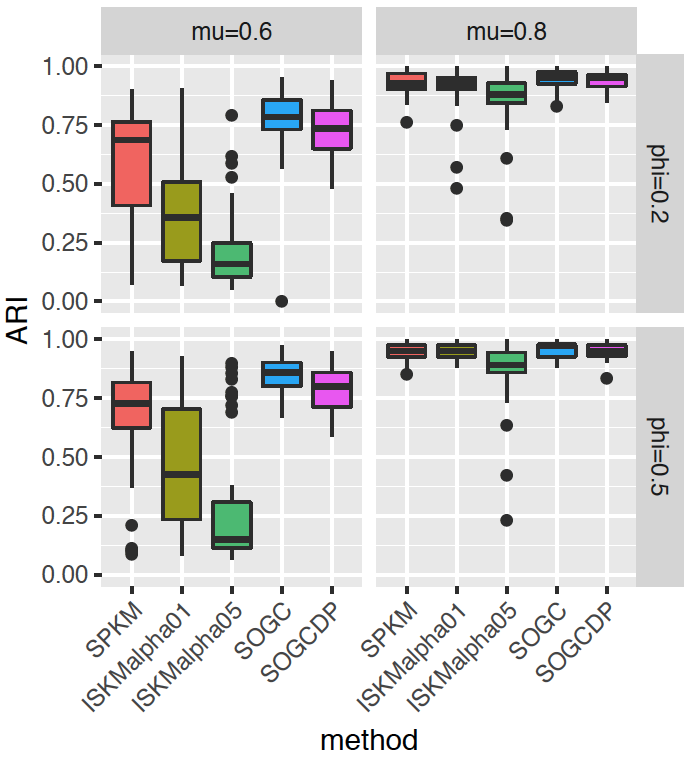 mu=0.6
mu=0.8
1.00
0.75
0.50
0.25
0.00
phi=0.2
ARI
1.00
0.75
0.50
0.25
0.00
phi=0.5
SPKM
ISKMalpha01
ISKMalpha05
SOGC
SOGCDP
SPKM
ISKMalpha01
ISKMalpha05
SOGC
SOGCDP
method